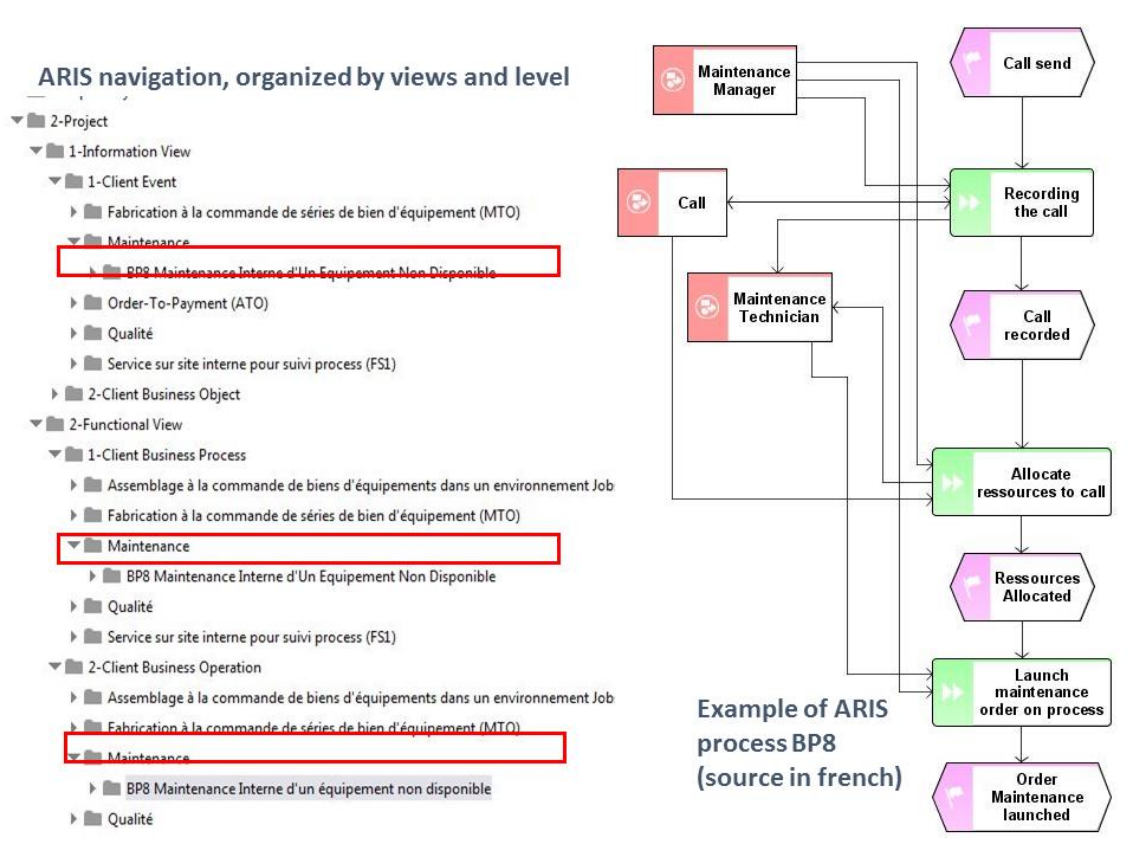 ARIS navigation, organized by views and level
2-Project
1-Information View
1-Client Event
Fabrication à la commande de séries de bien d'équipement (MTO)
Maintenance
BP8 Maintenance Interne d'Un Equipement Non Disponible
Order-To-Payment (ATO)
Qualité
Service sur site interne pour suivi process (FS1)
2-Client Business Object
2-Functional View
1-Client Business Process
Assemblage à la commande de biens d'équipements dans un environnement Job
Fabrication à la commande de séries de bien d'équipement (MTO)
Maintenance
BP8 Maintenance Interne d'Un Equipement Non Disponible
Qualité
Service sur site interne pour suivi process (FS1)
2-Client Business Operation
Assemblage à la commande de biens d'équipements dans un environnement Job
Fabrication à la commande de séries de bien d'équipement (MTO)
Maintenance
BP8 Maintenance Interne d'un équipement non disponible
Qualité
Maintenance
Manager
Call send
Call
Recording
the call
Maintenance
Technician
Call
recorded
Allocate
ressources to call
Ressources
Allocated
Launch
maintenance
order on process
Order
Maintenance
launched
Example of ARIS
process BP8
(source in french)